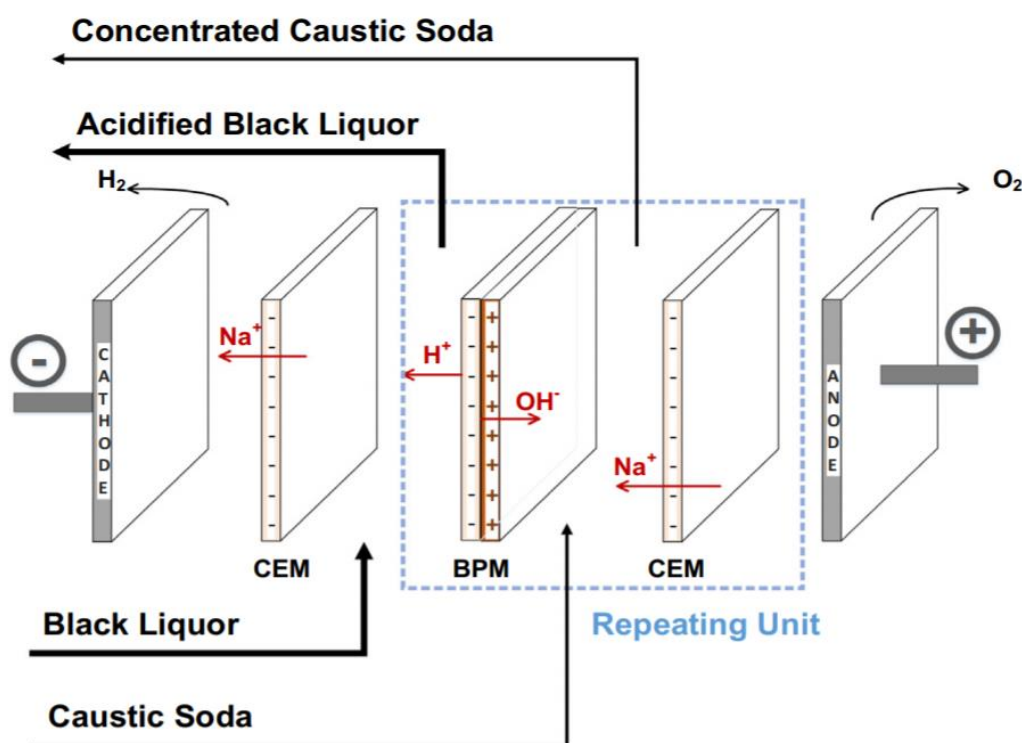 Concentrated Caustic Soda
Acidified Black Liquor
H₂
O₂
-
+
CATHODE
Na⁺
H⁺
OH⁻
Na⁺
ANODE
- - - - - - - -
- - - - - - - -
+ + + + + + + +
- - - - - - - -
CEM
BPM
CEM
Black Liquor
Repeating Unit
Caustic Soda